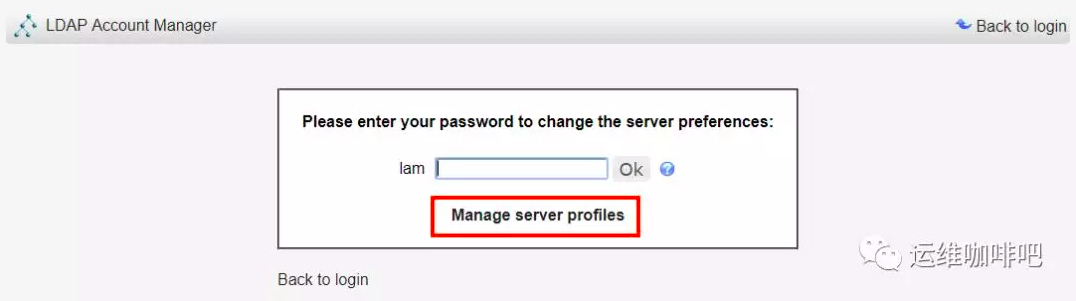 LDAP Account Manager
Back to login
Please enter your password to change the server preferences:
lam Ok
Manage server profiles
运维咖啡吧
Back to login